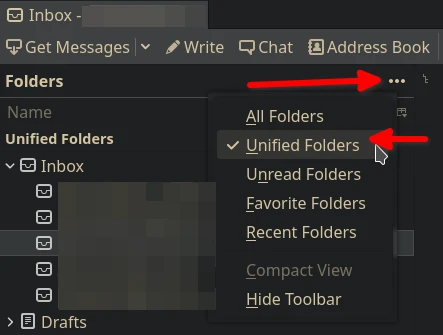 Inbox -
Get Messages Write Chat Address Book
Folders
Name
Unified Folders
Inbox
Drafts
All Folders
Unified Folders
Unread Folders
Favorite Folders
Recent Folders
Compact View
Hide Toolbar